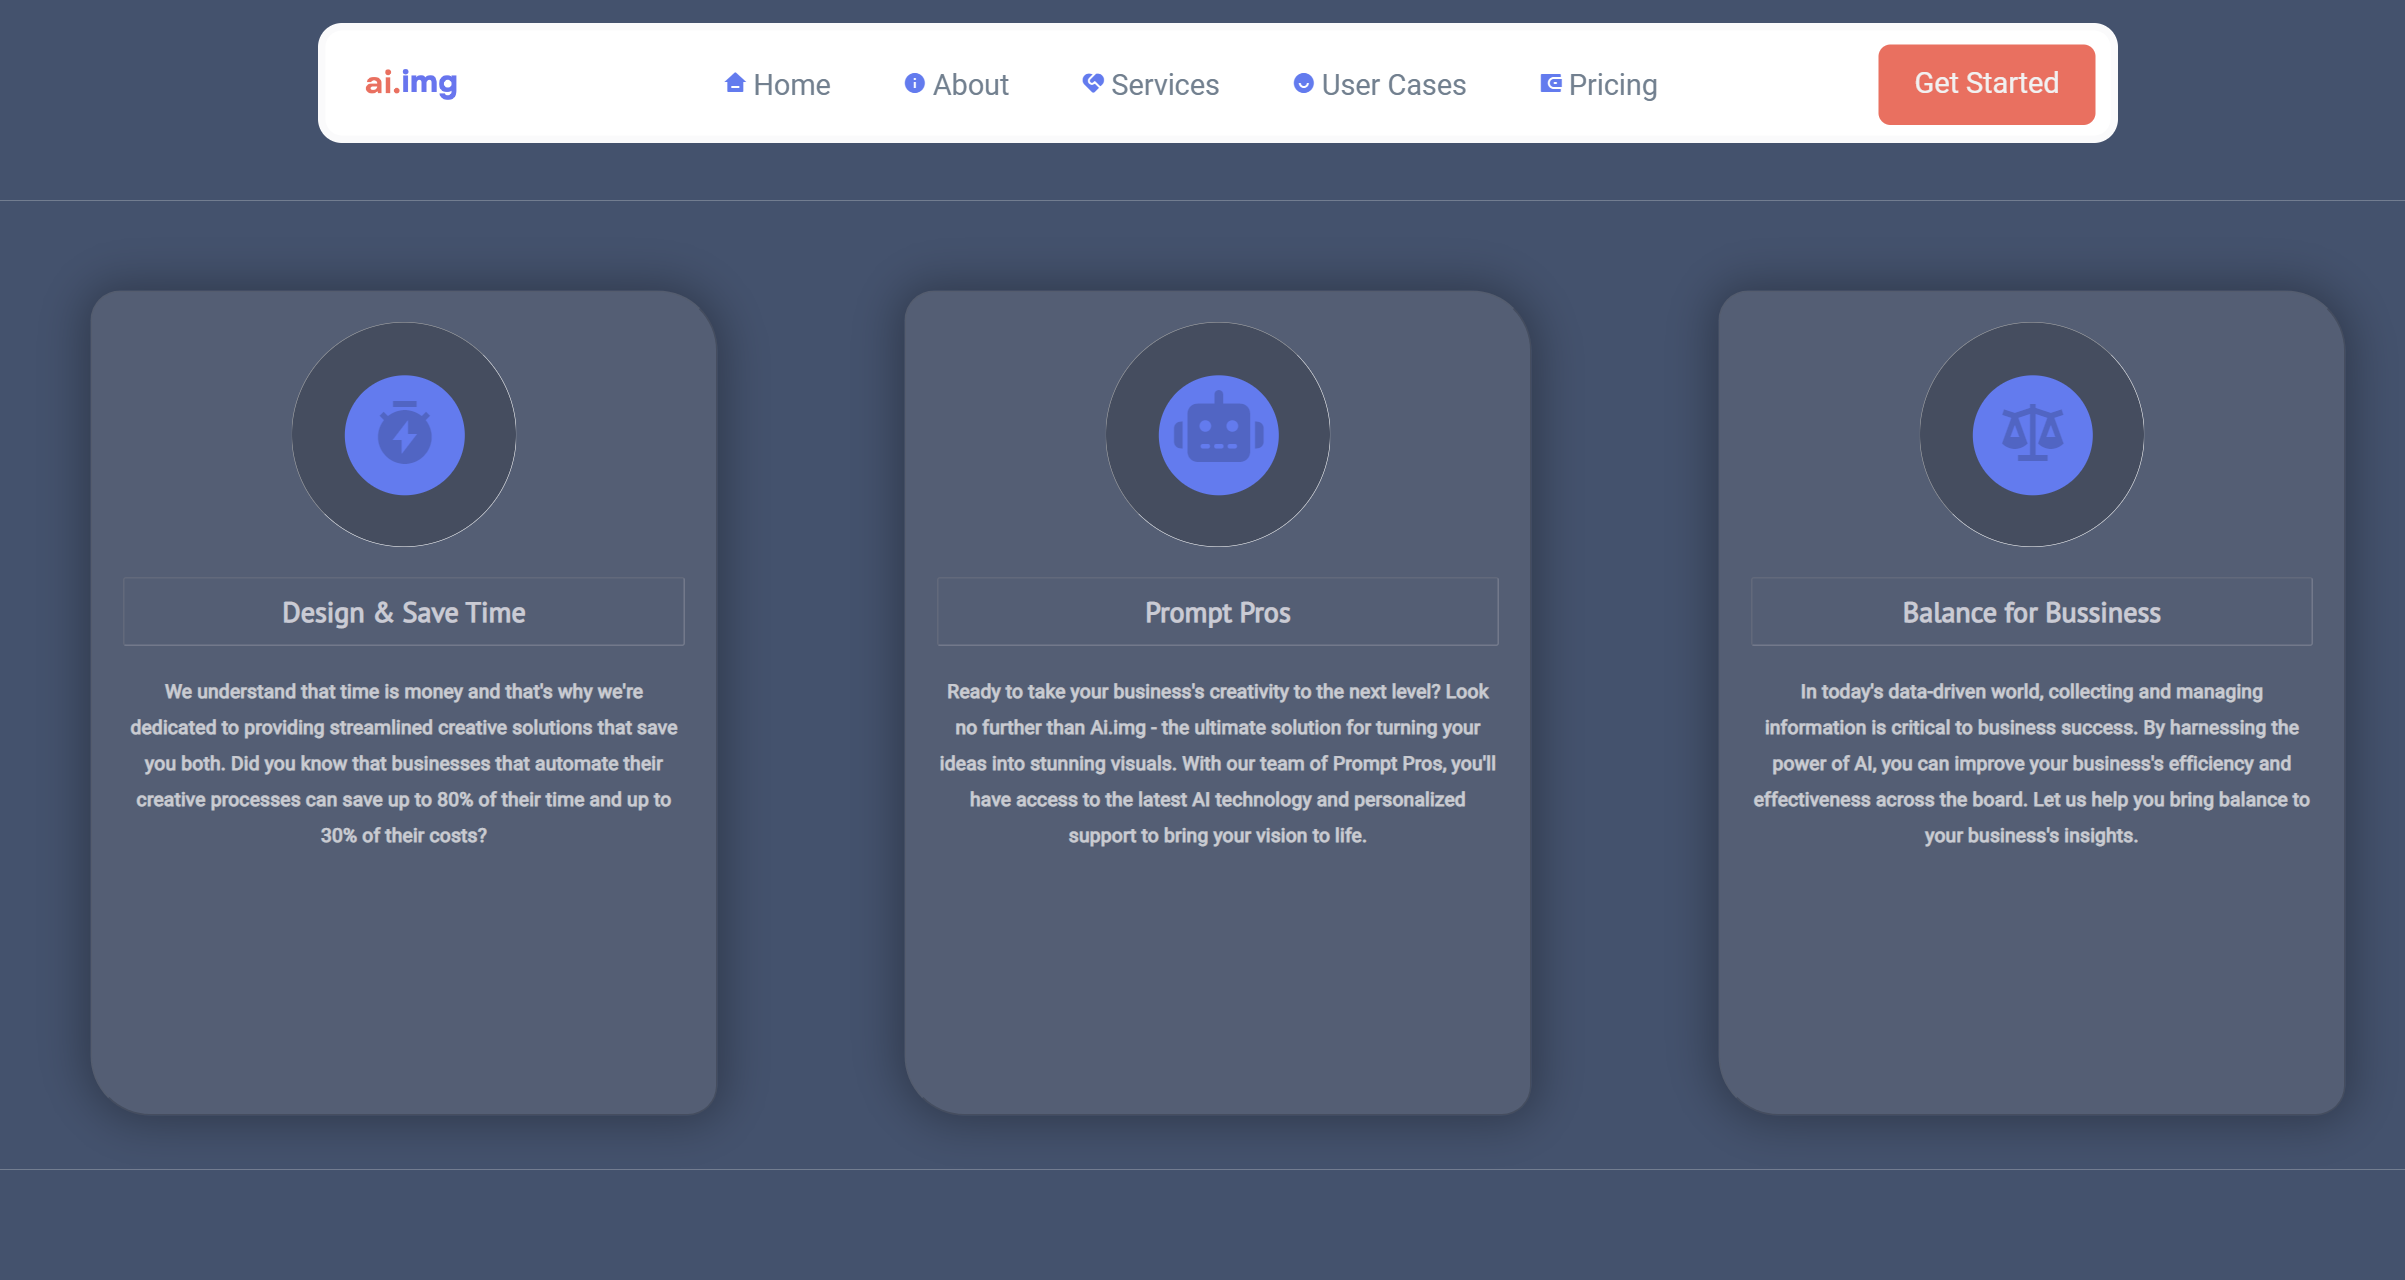 ai.img
Home
About
Services
User Cases
Pricing
Get Started
Design & Save Time
We understand that time is money and that's why we're
dedicated to providing streamlined creative solutions that save
you both. Did you know that businesses that automate their
creative processes can save up to 80% of their time and up to
30% of their costs?
Prompt Pros
Ready to take your business's creativity to the next level? Look
no further than Ai.img - the ultimate solution for turning your
ideas into stunning visuals. With our team of Prompt Pros, you'll
have access to the latest AI technology and personalized
support to bring your vision to life.
Balance for Bussiness
In today's data-driven world, collecting and managing
information is critical to business success. By harnessing the
power of AI, you can improve your business's efficiency and
effectiveness across the board. Let us help you bring balance to
your business's insights.